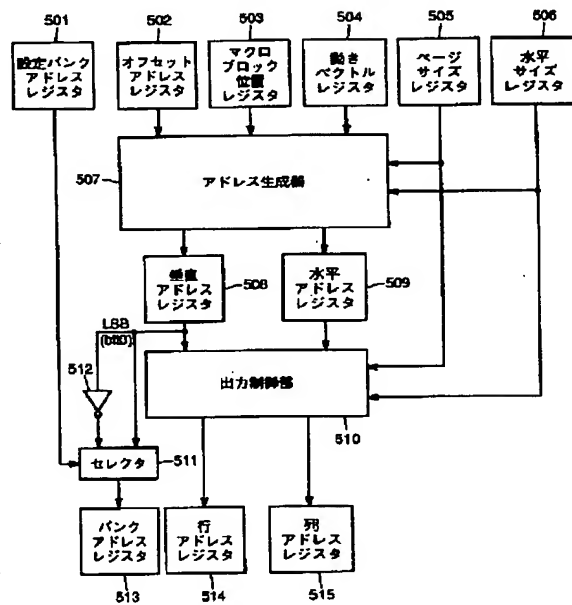 501
502
503
504
505
506
設定バンク
アドレス
レジスタ
オフセット
アドレス
レジスタ
マクロ
ブロック
位置
レジスタ
動き
ベクトル
レジスタ
ページ
サイズ
レジスタ
水平
サイズ
レジスタ
507
アドレス生成器
垂直
アドレス
レジスタ
508
水平
アドレス
レジスタ
509
LSB
(bit0)
512
出力制御部
510
セレクタ
511
バンク
アドレス
レジスタ
行
アドレス
レジスタ
列
アドレス
レジスタ
513
514
515